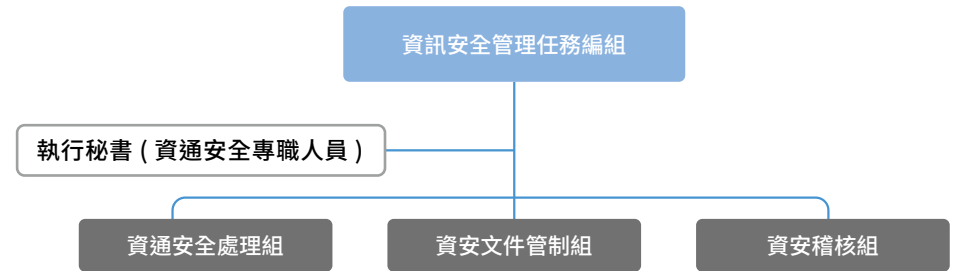 資訊安全管理任務編組
執行秘書 ( 資通安全專職人員 )
資通安全處理組
資安文件管制組
資安稽核組